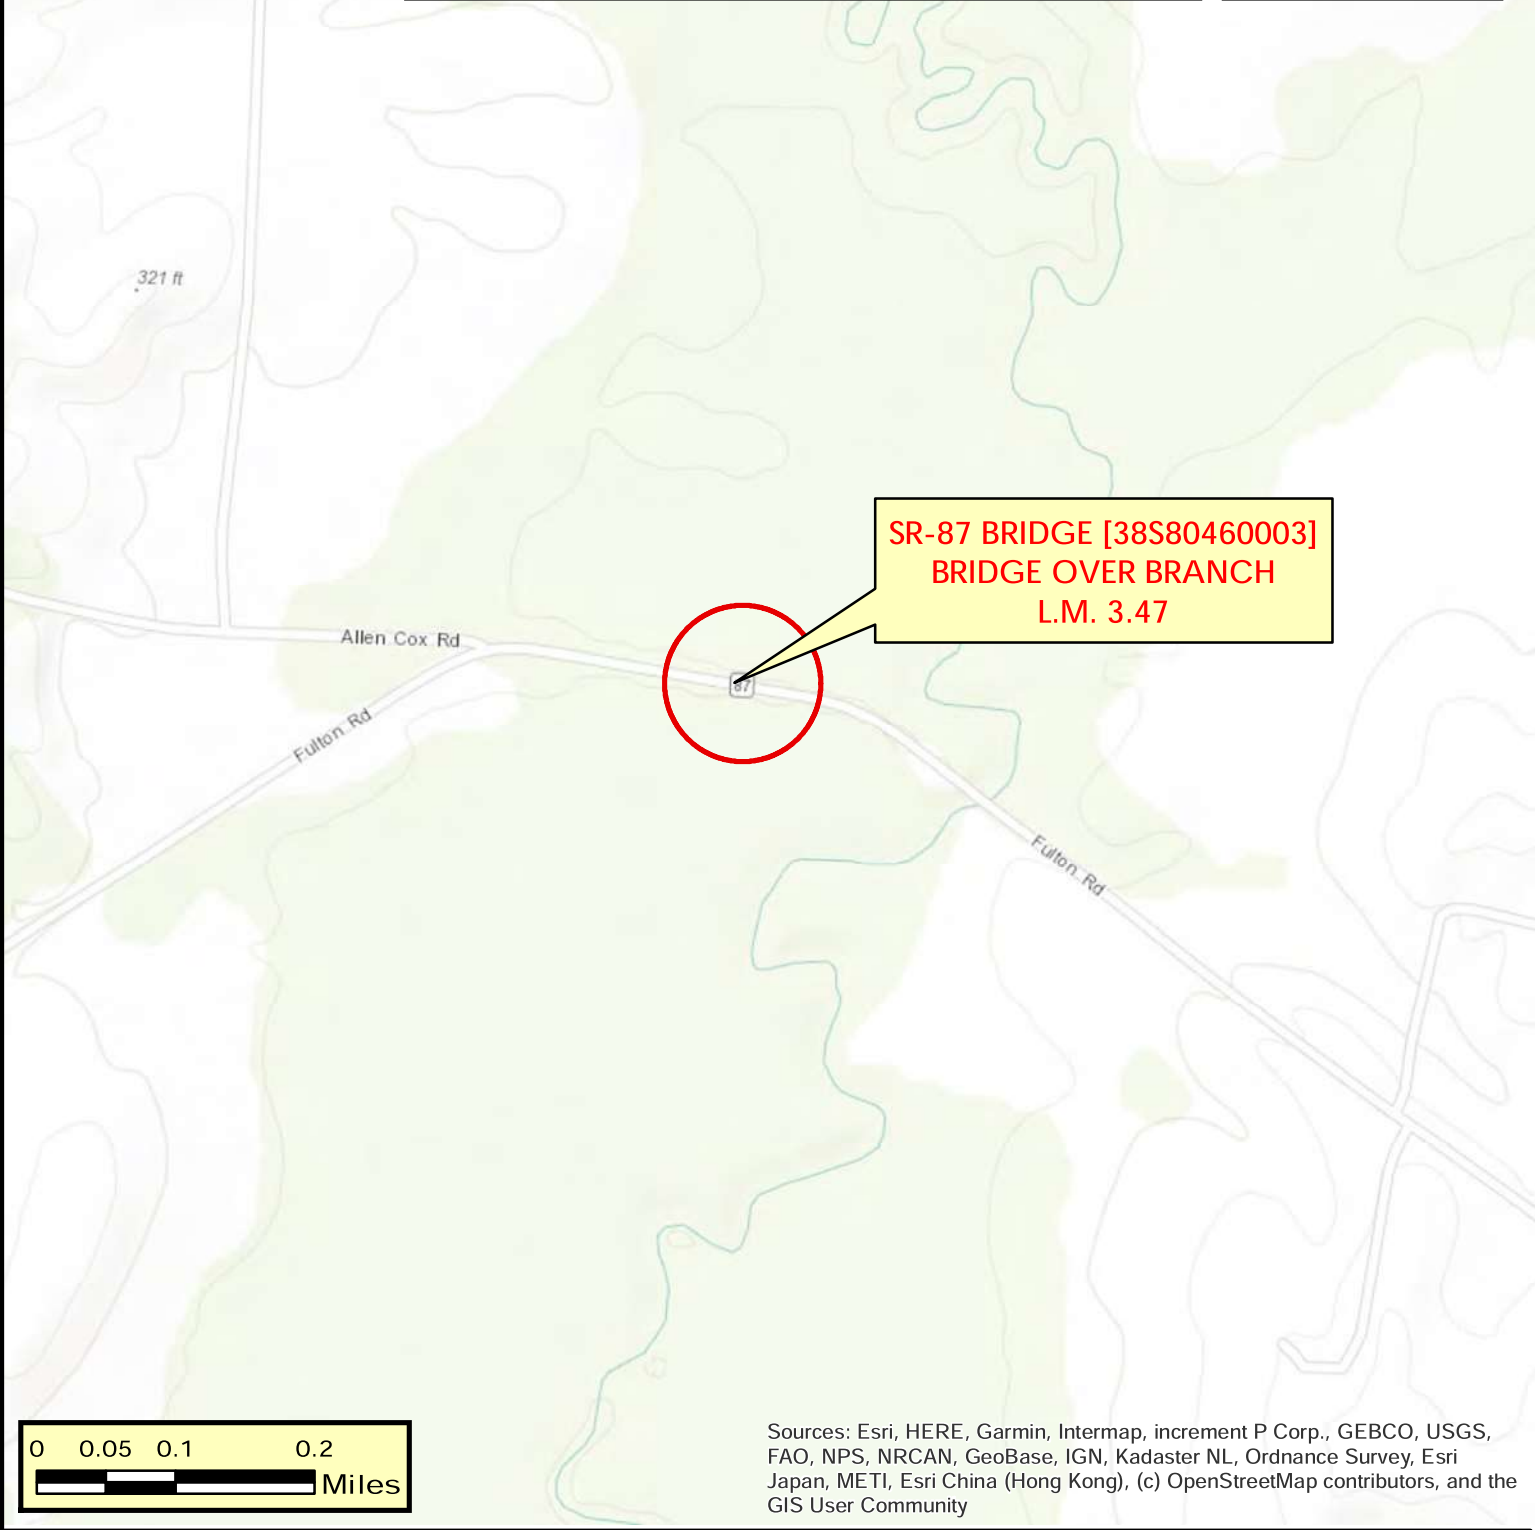 321 ft
SR-87 BRIDGE [38S80460003]
BRIDGE OVER BRANCH
L.M. 3.47
Allen Cox Rd
87
Fulton Rd
Fulton Rd
0 0.05 0.1 0.2
Miles
Sources: Esri, HERE, Garmin, Intermap, increment P Corp., GEBCO, USGS,
FAO, NPS, NRCAN, GeoBase, IGN, Kadaster NL, Ordnance Survey, Esri
Japan, METI, Esri China (Hong Kong), (c) OpenStreetMap contributors, and the
GIS User Community